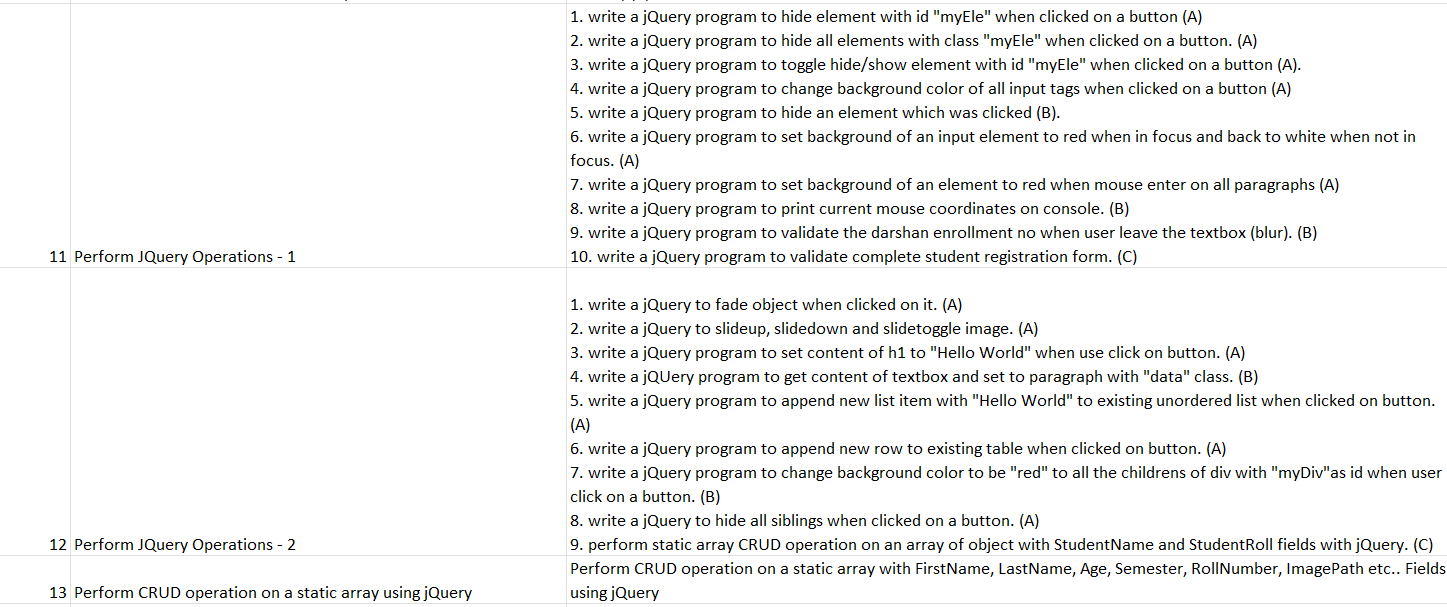 1. write a jQuery program to hide element with id "myEle" when clicked on a button (A)
2. write a jQuery program to hide all elements with class "myEle" when clicked on a button. (A)
3. write a jQuery program to toggle hide/show element with id "myEle" when clicked on a button (A).
4. write a jQuery program to change background color of all input tags when clicked on a button (A)
5. write a jQuery program to hide an element which was clicked (B).
6. write a jQuery program to set background of an input element to red when in focus and back to white when not in
focus. (A)
7. write a jQuery program to set background of an element to red when mouse enter on all paragraphs (A)
8. write a jQuery program to print current mouse coordinates on console. (B)
9. write a jQuery program to validate the darshan enrollment no when user leave the textbox (blur). (B)
11 Perform JQuery Operations - 1
10. write a jQuery program to validate complete student registration form. (C)
1. write a jQuery to fade object when clicked on it. (A)
2. write a jQuery to slideup, slidedown and slidetoggle image. (A)
3. write a jQuery program to set content of h1 to "Hello World" when use click on button. (A)
4. write a jQUery program to get content of textbox and set to paragraph with "data" class. (B)
5. write a jQuery program to append new list item with "Hello World" to existing unordered list when clicked on button.
(A)
6. write a jQuery program to append new row to existing table when clicked on button. (A)
7. write a jQuery program to change background color to be "red" to all the childrens of div with "myDiv"as id when user
click on a button. (B)
8. write a jQuery to hide all siblings when clicked on a button. (A)
12 Perform JQuery Operations - 2
9. perform static array CRUD operation on an array of object with StudentName and StudentRoll fields with jQuery. (C)
Perform CRUD operation on a static array with FirstName, LastName, Age, Semester, RollNumber, ImagePath etc.. Fields
13 Perform CRUD operation on a static array using jQuery
using jQuery